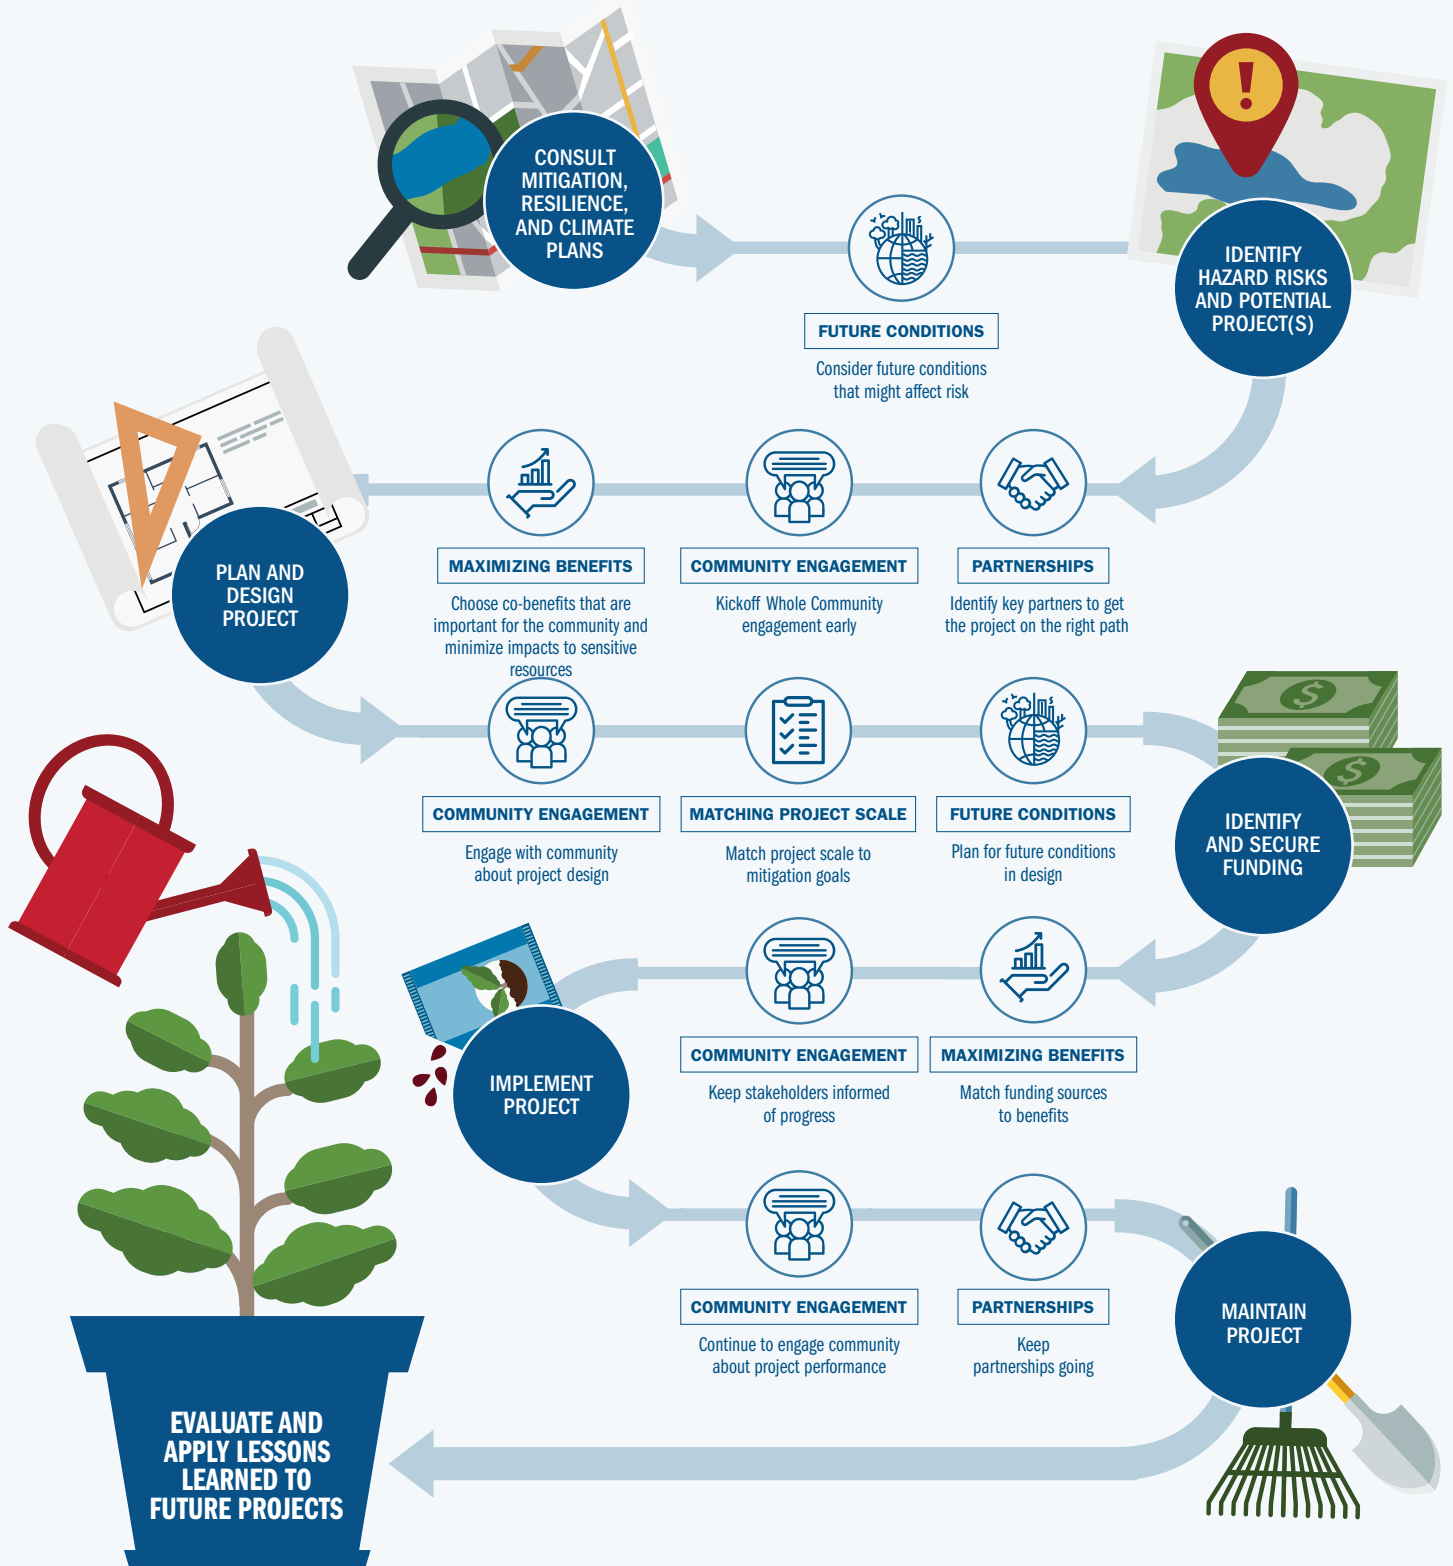 CONSULT
MITIGATION,
RESILIENCE,
AND CLIMATE
PLANS
FUTURE CONDITIONS
Consider future conditions
that might affect risk
!
IDENTIFY
HAZARD RISKS
AND POTENTIAL
PROJECT(S)
PARTNERSHIPS
Identify key partners to get
the project on the right path
COMMUNITY ENGAGEMENT
Kickoff Whole Community
engagement early
MAXIMIZING BENEFITS
Choose co-benefits that are
important for the community and
minimize impacts to sensitive
resources
PLAN AND
DESIGN
PROJECT
COMMUNITY ENGAGEMENT
Engage with community
about project design
MATCHING PROJECT SCALE
Match project scale to
mitigation goals
FUTURE CONDITIONS
Plan for future conditions
in design
$
$
IDENTIFY
AND SECURE
FUNDING
MAXIMIZING BENEFITS
Match funding sources
to benefits
COMMUNITY ENGAGEMENT
Keep stakeholders informed
of progress
IMPLEMENT
PROJECT
COMMUNITY ENGAGEMENT
Continue to engage community
about project performance
PARTNERSHIPS
Keep
partnerships going
MAINTAIN
PROJECT
EVALUATE AND
APPLY LESSONS
LEARNED TO
FUTURE PROJECTS